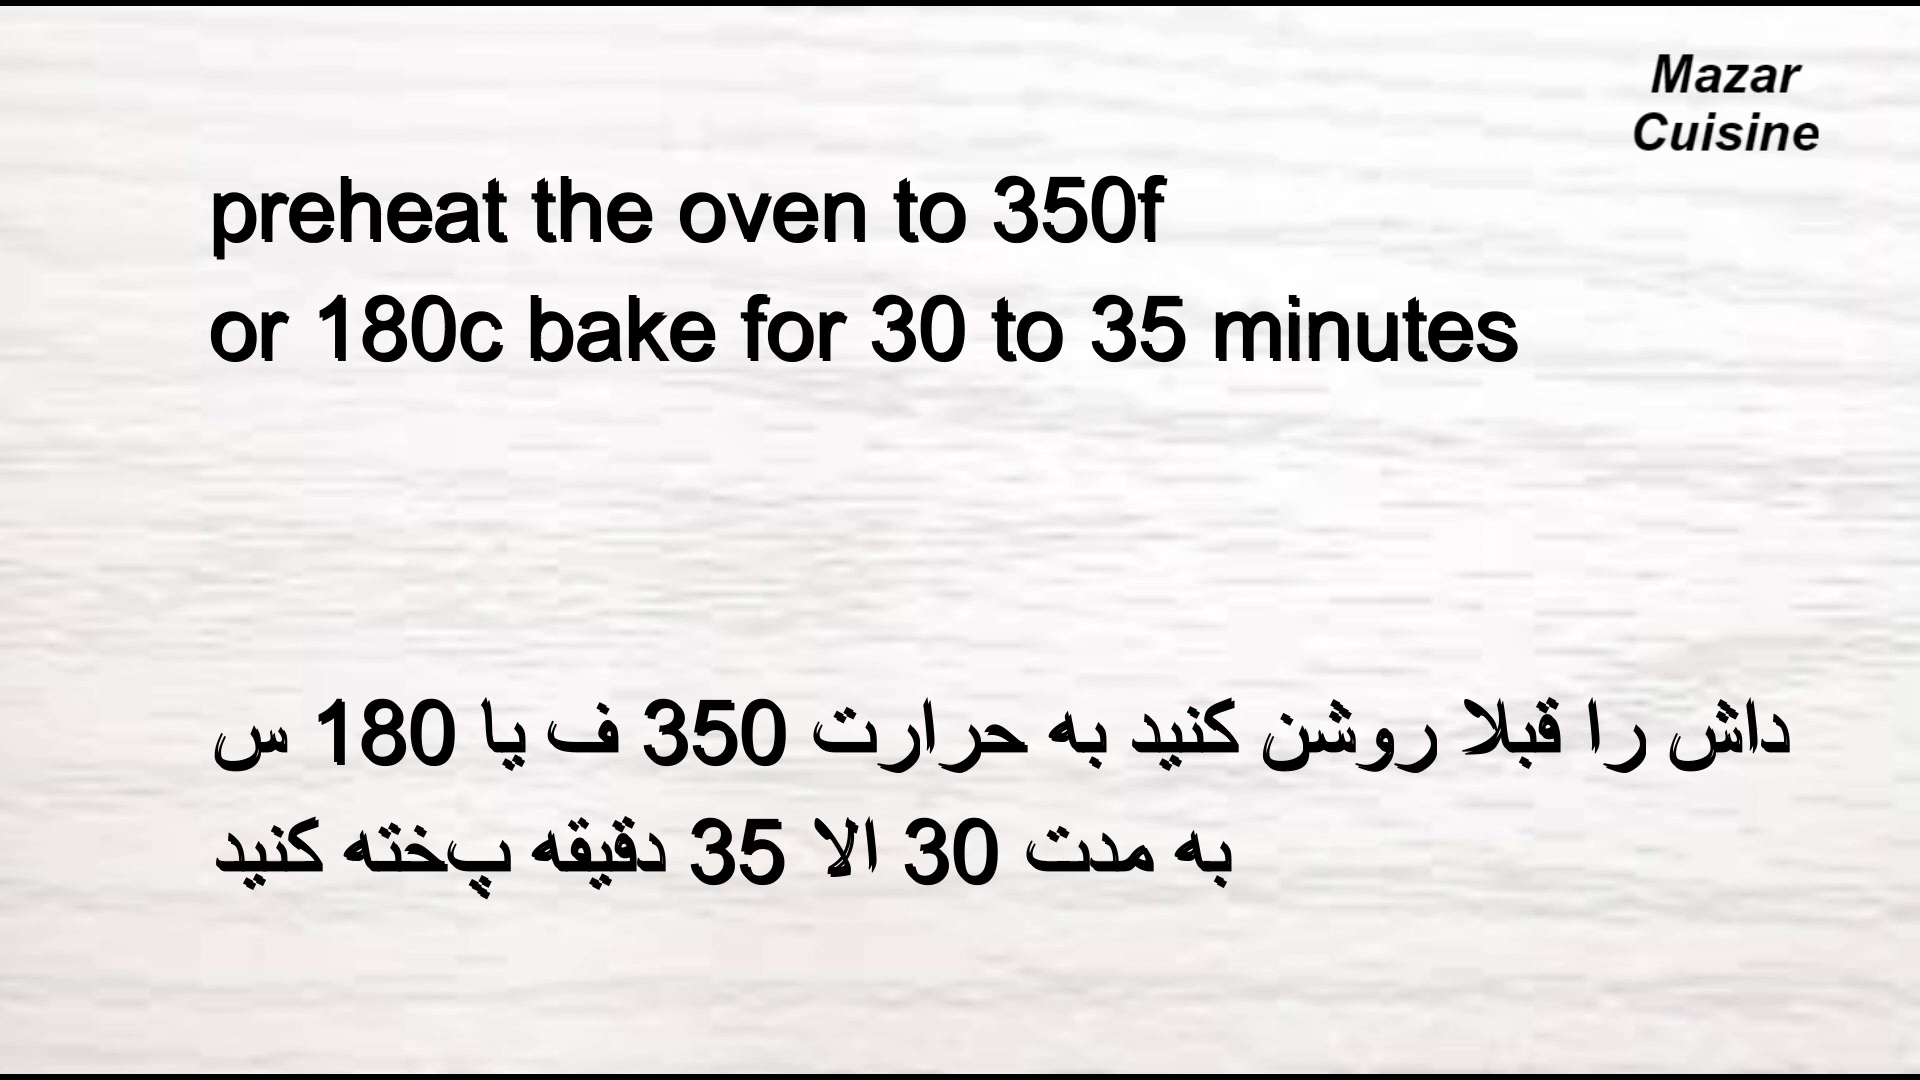 Mazar
Cuisine
preheat the oven to 350f
or 180c bake for 30 to 35 minutes
داش را قبلا روشن کنید به حرارت 350 ف یا 180 س
به مدت 30 الا 35 دقیقه پخته کنید